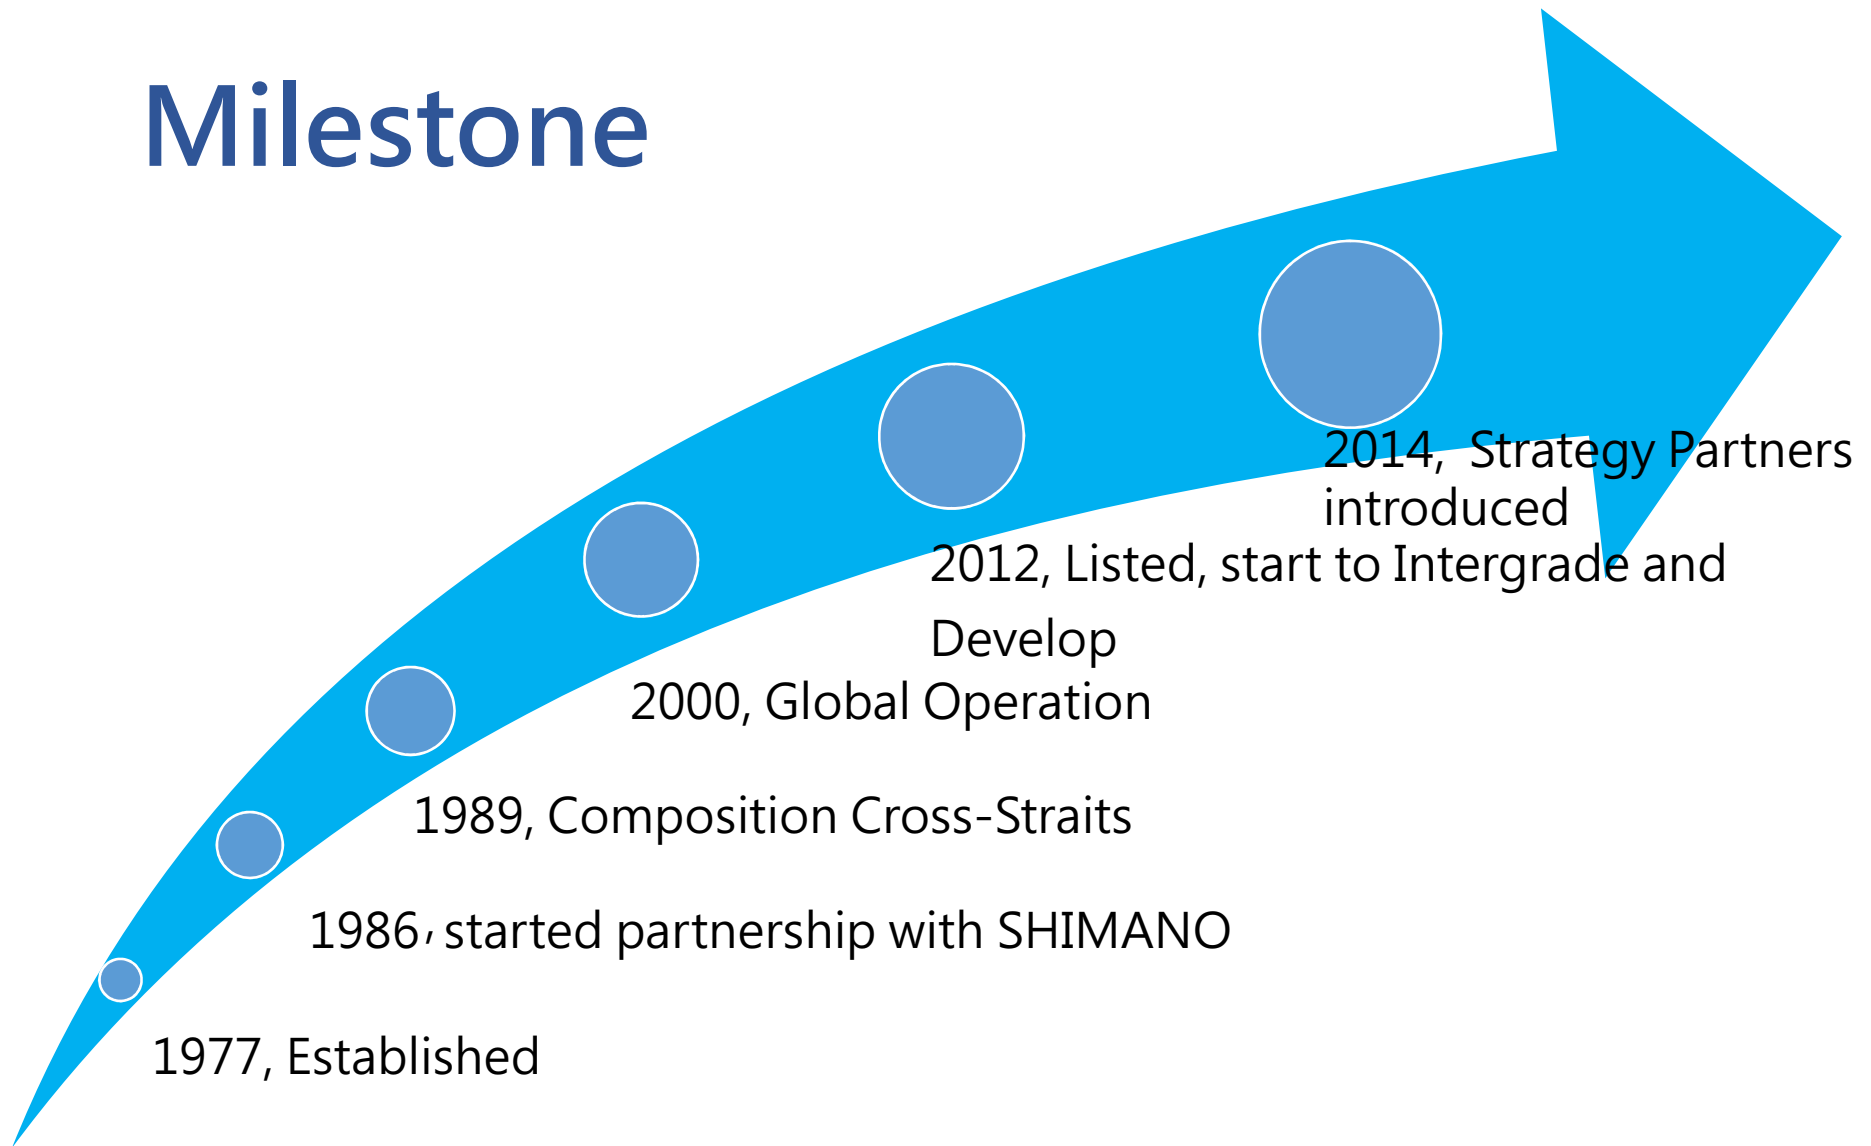 Milestone
2014, Strategy Partners
introduced
2012, Listed, start to Intergrade and
Develop
2000, Global Operation
1989, Composition Cross-Straits
1986, started partnership with SHIMANO
1977, Established